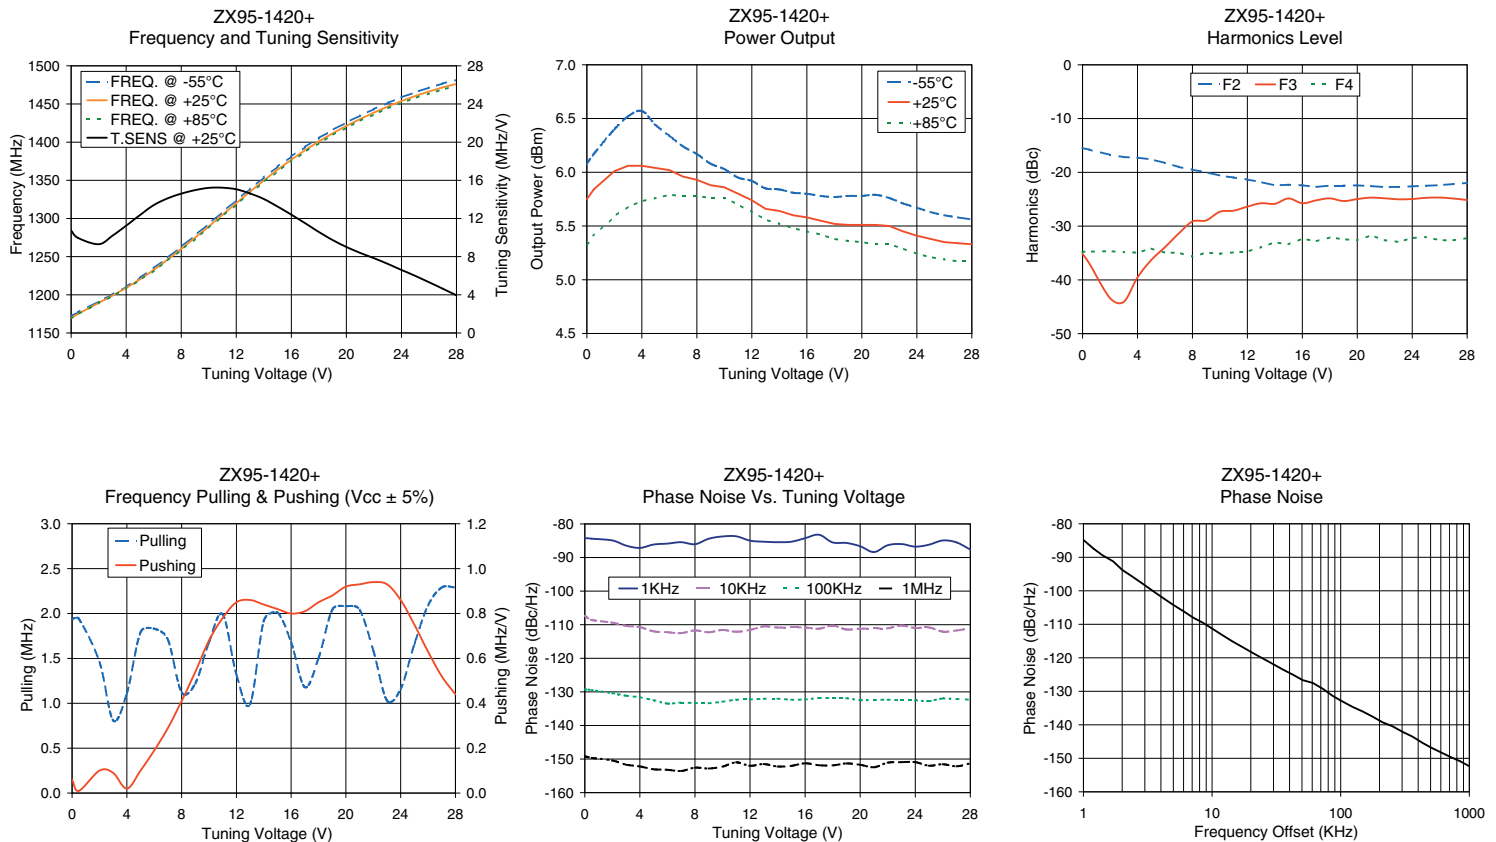 ZX95-1420+
Frequency and Tuning Sensitivity
FREQ. @ -55°C
FREQ. @ +25°C
FREQ. @ +85°C
T.SENS @ +25°C
Frequency (MHz)
1500
1450
1400
1350
1300
1250
1200
1150
Tuning Sensitivity (MHz/V)
28
24
20
16
12
8
4
0
0 4 8 12 16 20 24 28
Tuning Voltage (V)
ZX95-1420+
Power Output
-55°C
+25°C
+85°C
Output Power (dBm)
7.0
6.5
6.0
5.5
5.0
4.5
0 4 8 12 16 20 24 28
Tuning Voltage (V)
ZX95-1420+
Harmonics Level
F2 F3 F4
Harmonics (dBc)
0
-10
-20
-30
-40
-50
0 4 8 12 16 20 24 28
Tuning Voltage (V)
ZX95-1420+
Frequency Pulling & Pushing (Vcc ± 5%)
Pulling
Pushing
Pulling (MHz)
3.0
2.5
2.0
1.5
1.0
0.5
0.0
Pushing (MHz/V)
1.2
1.0
0.8
0.6
0.4
0.2
0.0
0 4 8 12 16 20 24 28
Tuning Voltage (V)
ZX95-1420+
Phase Noise Vs. Tuning Voltage
1KHz 10KHz 100KHz 1MHz
Phase Noise (dBc/Hz)
-80
-90
-100
-110
-120
-130
-140
-150
-160
0 4 8 12 16 20 24 28
Tuning Voltage (V)
ZX95-1420+
Phase Noise
Phase Noise (dBc/Hz)
-80
-90
-100
-110
-120
-130
-140
-150
-160
1 10 100 1000
Frequency Offset (KHz)